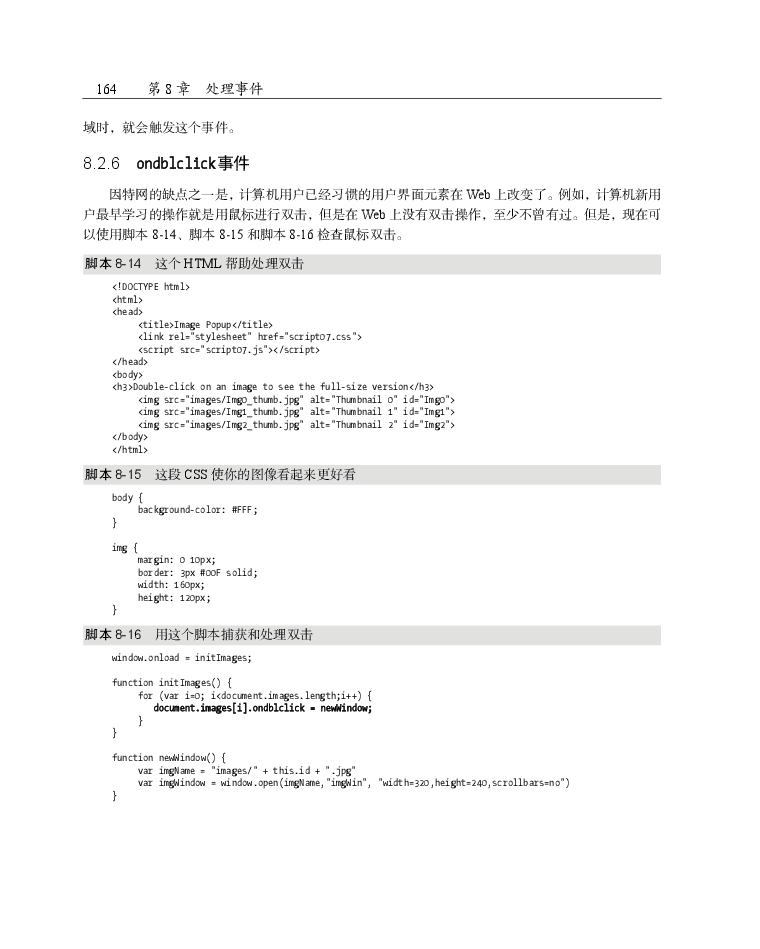 164 第 8 章 处理事件
域时，就会触发这个事件。
8.2.6 ondblclick事件
因特网的缺点之一是，计算机用户已经习惯的用户界面元素在 Web 上改变了。例如，计算机新用
户最早学习的操作就是用鼠标进行双击，但是在 Web 上没有双击操作，至少不曾有过。但是，现在可
以使用脚本 8-14、脚本 8-15 和脚本 8-16 检查鼠标双击。
脚本 8-14 这个 HTML 帮助处理双击
<!DOCTYPE html>
<html>
<head>
<title>Image Popup</title>
<link rel="stylesheet" href="script07.css">
<script src="script07.js"></script>
</head>
<body>
<h3>Double-click on an image to see the full-size version</h3>
<img src="images/Img0_thumb.jpg" alt="Thumbnail 0" id="Img0">
<img src="images/Img1_thumb.jpg" alt="Thumbnail 1" id="Img1">
<img src="images/Img2_thumb.jpg" alt="Thumbnail 2" id="Img2">
</body>
</html>
脚本 8-15 这段 CSS 使你的图像看起来更好看
body {
background-color: #FFF;
}
img {
margin: 0 10px;
border: 3px #00F solid;
width: 160px;
height: 120px;
}
脚本 8-16 用这个脚本捕获和处理双击
window.onload = initImages;
function initImages() {
for (var i=0; i<document.images.length;i++) {
document.images[i].ondblclick = newWindow;
}
}
function newWindow() {
var imgName = "images/" + this.id + ".jpg"
var imgWindow = window.open(imgName,"imgWin", "width=320,height=240,scrollbars=no")
}